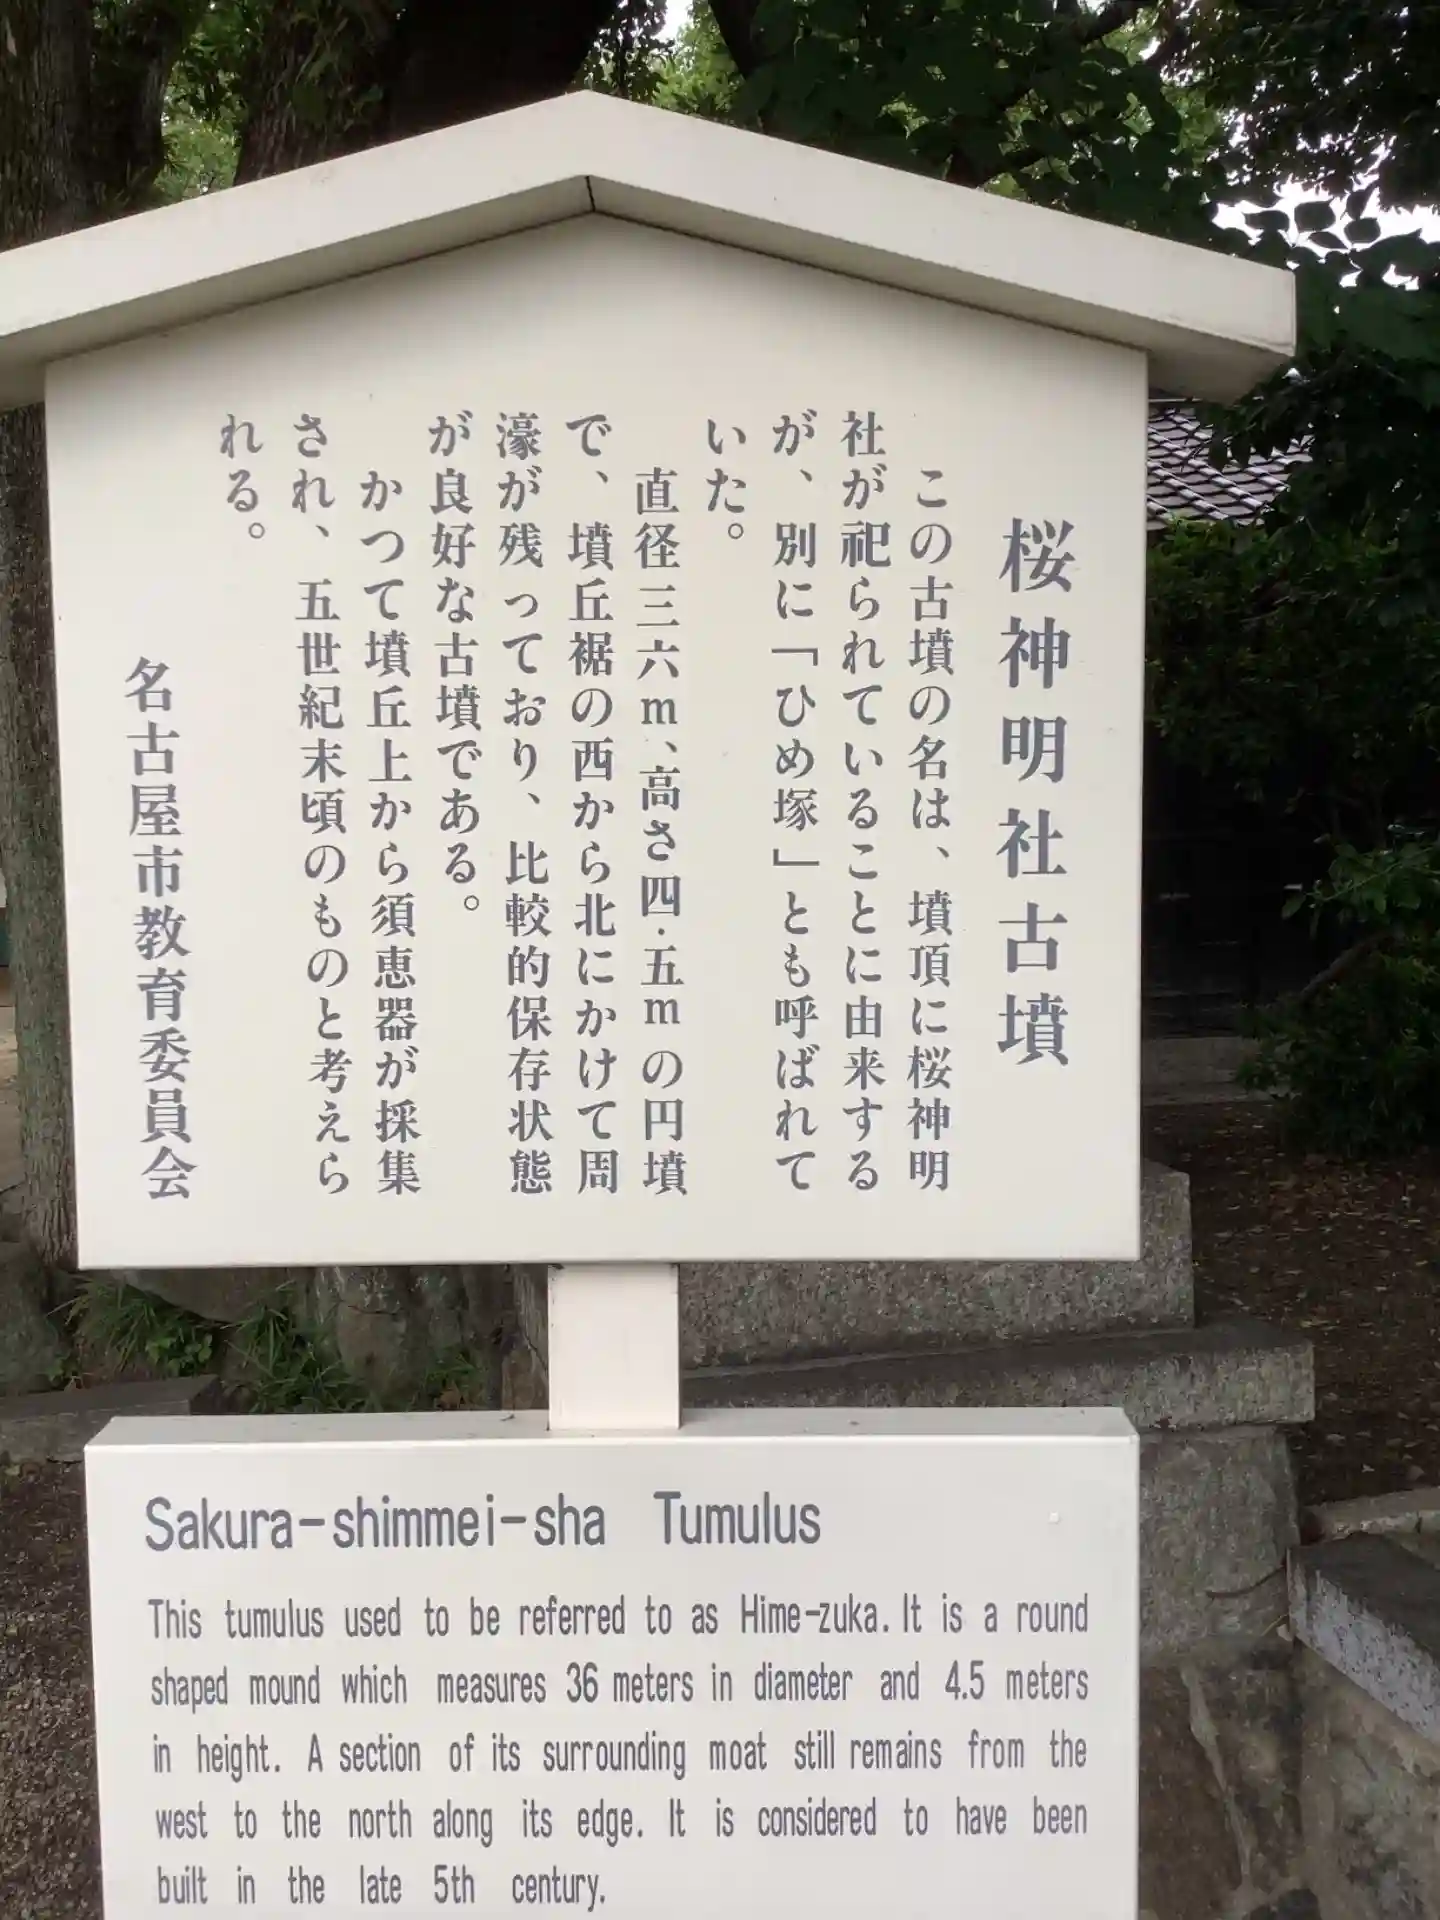 桜神明社古墳
この古墳の名は、墳頂に桜神明
社が祀られていることに由来する
が、別に「ひめ塚」とも呼ばれて
いた。
直径三六m、高さ四・五mの円墳
で、墳丘裾の西から北にかけて周
濠が残っており、比較的保存状態
が良好な古墳である。
かつて墳丘上から須恵器が採集
され、五世紀末頃のものと考えら
れる。
名古屋市教育委員会
Sakura-shimmei-sha Tumulus
This tumulus used to be referred to as Hime-zuka. It is a round
shaped mound which measures 36 meters in diameter and 4.5 meters
in height. A section of its surrounding moat still remains from the
west to the north along its edge. It is considered to have been
built in the late 5th century.